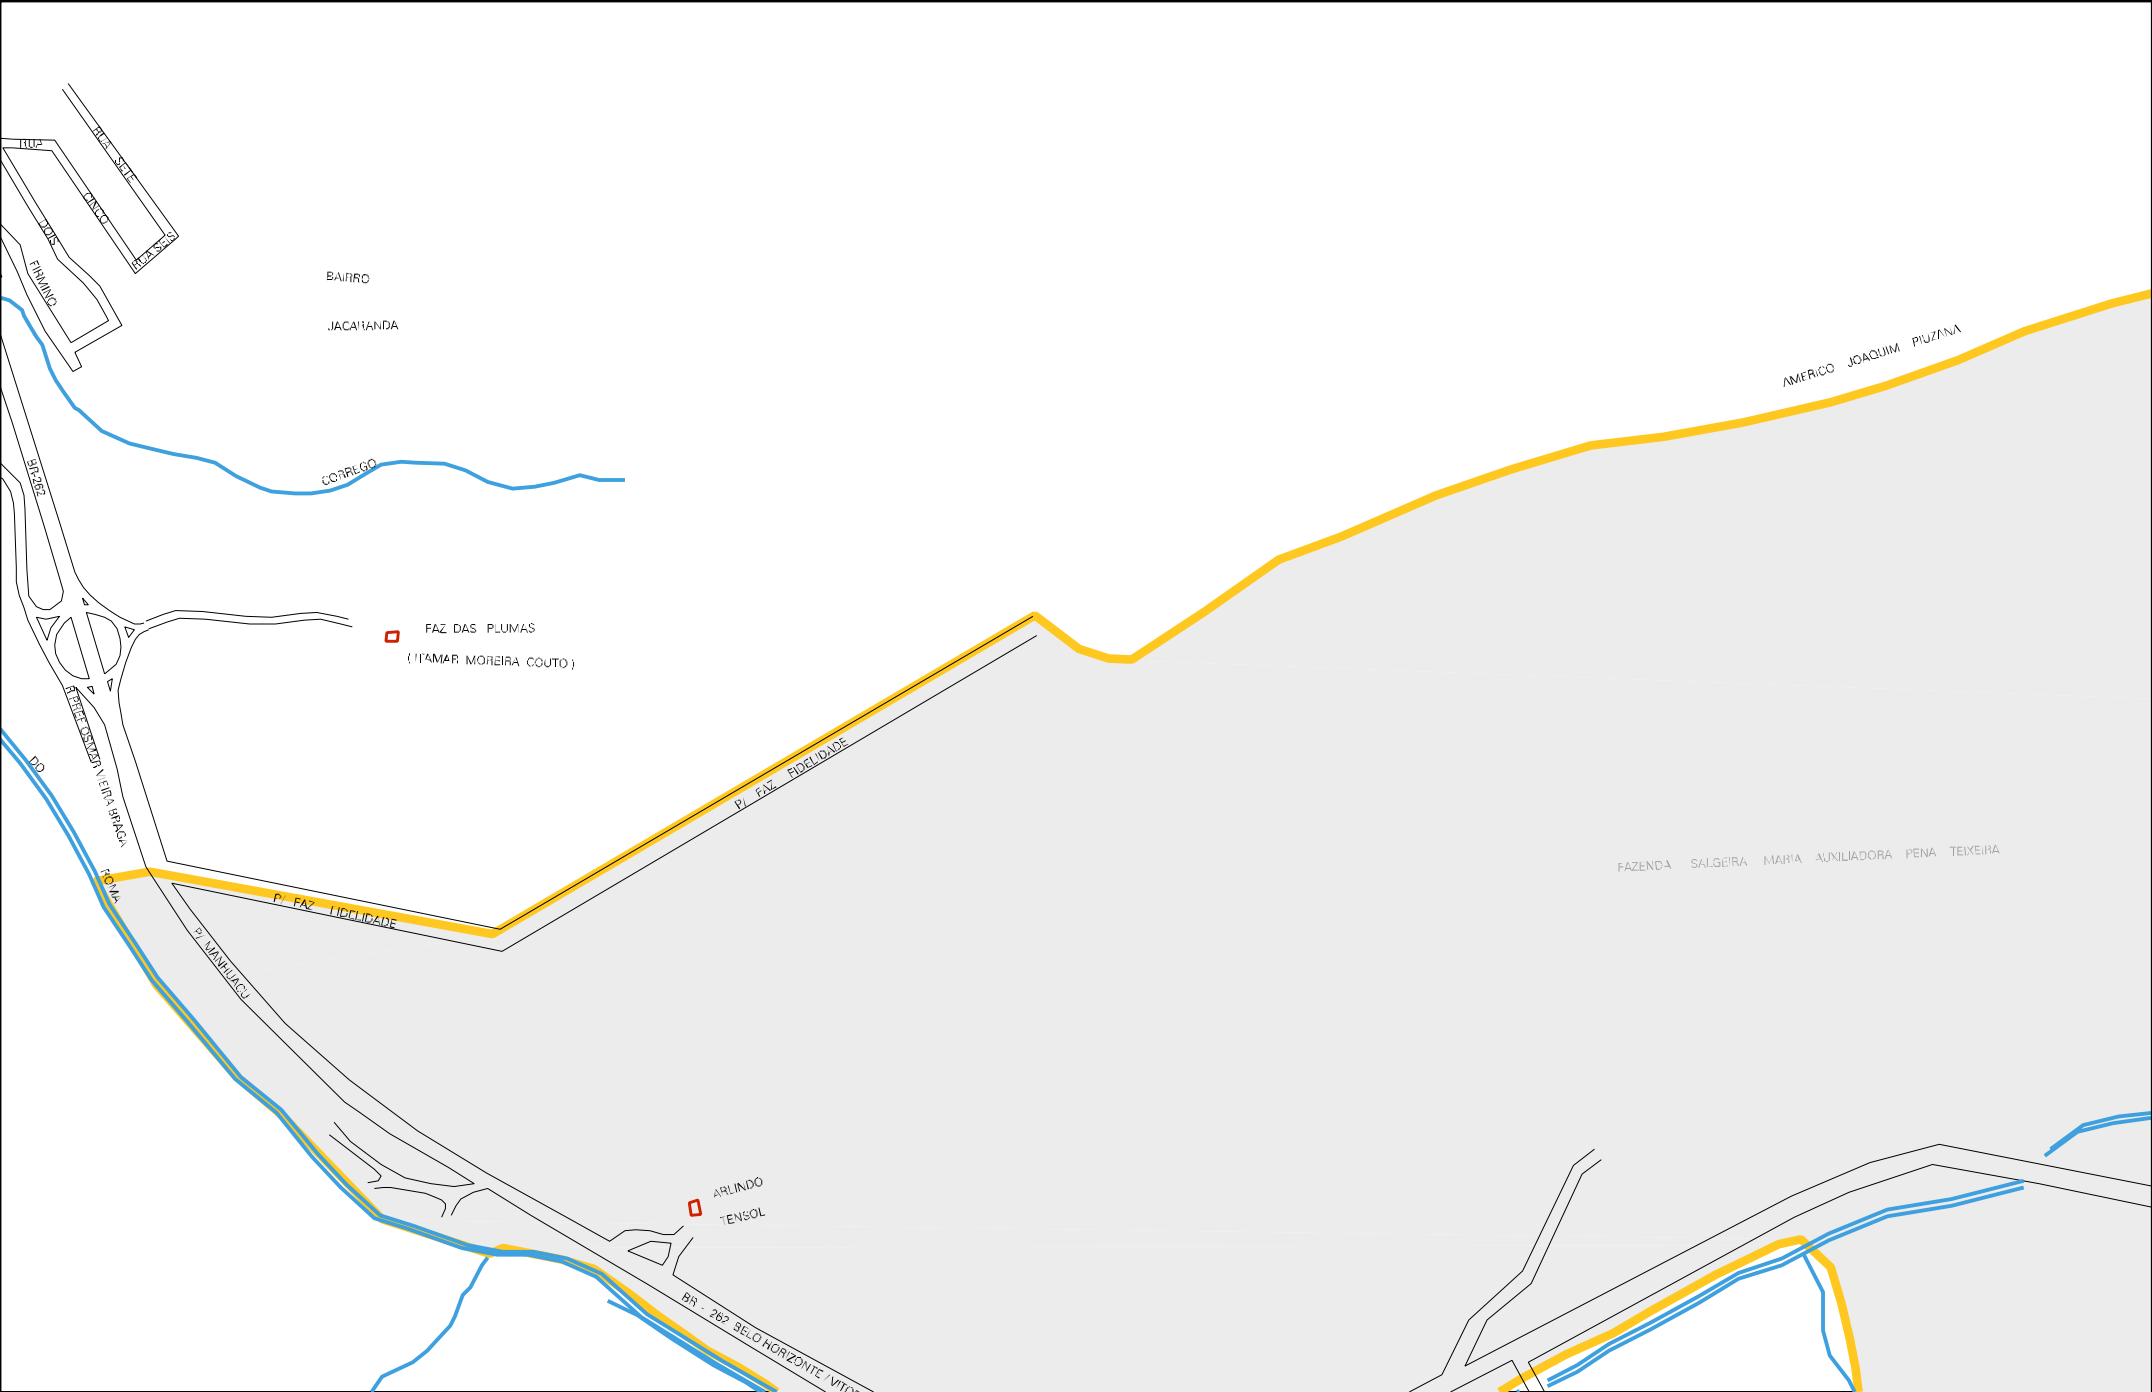 RUA SETE
RUA
CINCO
DOIS
RUA SEIS
FIRMINO
BAIRRO
JACARANDA
AMERICO JOAQUIM PIUZANA
BR-262
CORREGO
FAZ DAS PLUMAS
( ITAMAR MOREIRA COUTO )
R PREF OSMAR VIEIRA BRAGA
DO
P/ FAZ FIDELIDADE
FAZENDA SALGEIRA MARIA AUXILIADORA PENA TEIXEIRA
ROMA
P/ FAZ FIDELIDADE
P/ MANHUACU
ARLINDO
TENSOL
BR - 262 BELO HORIZONTE / VITOR